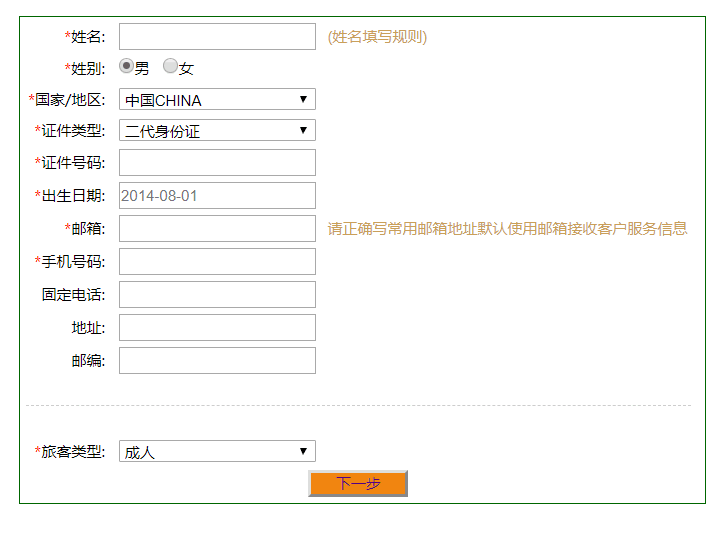 *姓名: (姓名填写规则)
*性别: 男 女
*国家/地区: 中国CHINA
*证件类型: 二代身份证
*证件号码:
*出生日期: 2014-08-01
*邮箱: 请正确写常用邮箱地址默认使用邮箱接收客户服务信息
*手机号码:
固定电话:
地址:
邮编:
*旅客类型: 成人
下一步